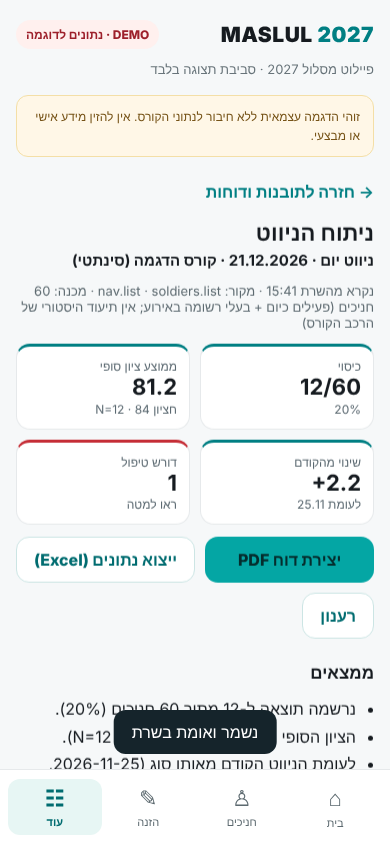 MASLUL 2027
DEMO · נתונים לדוגמה
פיילוט מסלול 2027 · סביבת תצוגה בלבד
זוהי הדגמה עצמאית ללא חיבור לנתוני הקורס. אין להזין מידע אישי
או מבצעי.
→ חזרה לתובנות ודוחות
ניתוח הניווט
ניווט יום · 21.12.2026 · קורס הדגמה (סינתטי)
נקרא מהשרת 15:41 · מקור: nav.list · soldiers.list · מכנה: 60
חניכים (פעילים כיום + בעלי רשומה באירוע; אין תיעוד היסטורי של
הרכב הקורס)
כיסוי
12/60
20%
ממוצע ציון סופי
81.2
חציון 84 · N=12
שינוי מהקודם
+2.2
לעומת 25.11
דורש טיפול
1
ראו למטה
יצירת דוח PDF
ייצוא נתונים (Excel)
רענון
ממצאים
• נרשמה תוצאה ל-12 מתוך 60 חניכים (20%).
• הציון הסופי N=12).
• לעומת הניווט הקודם מאותו סוג (2026-11-25,
נשמר ואומת בשרת
בית
חניכים
הזנה
עוד